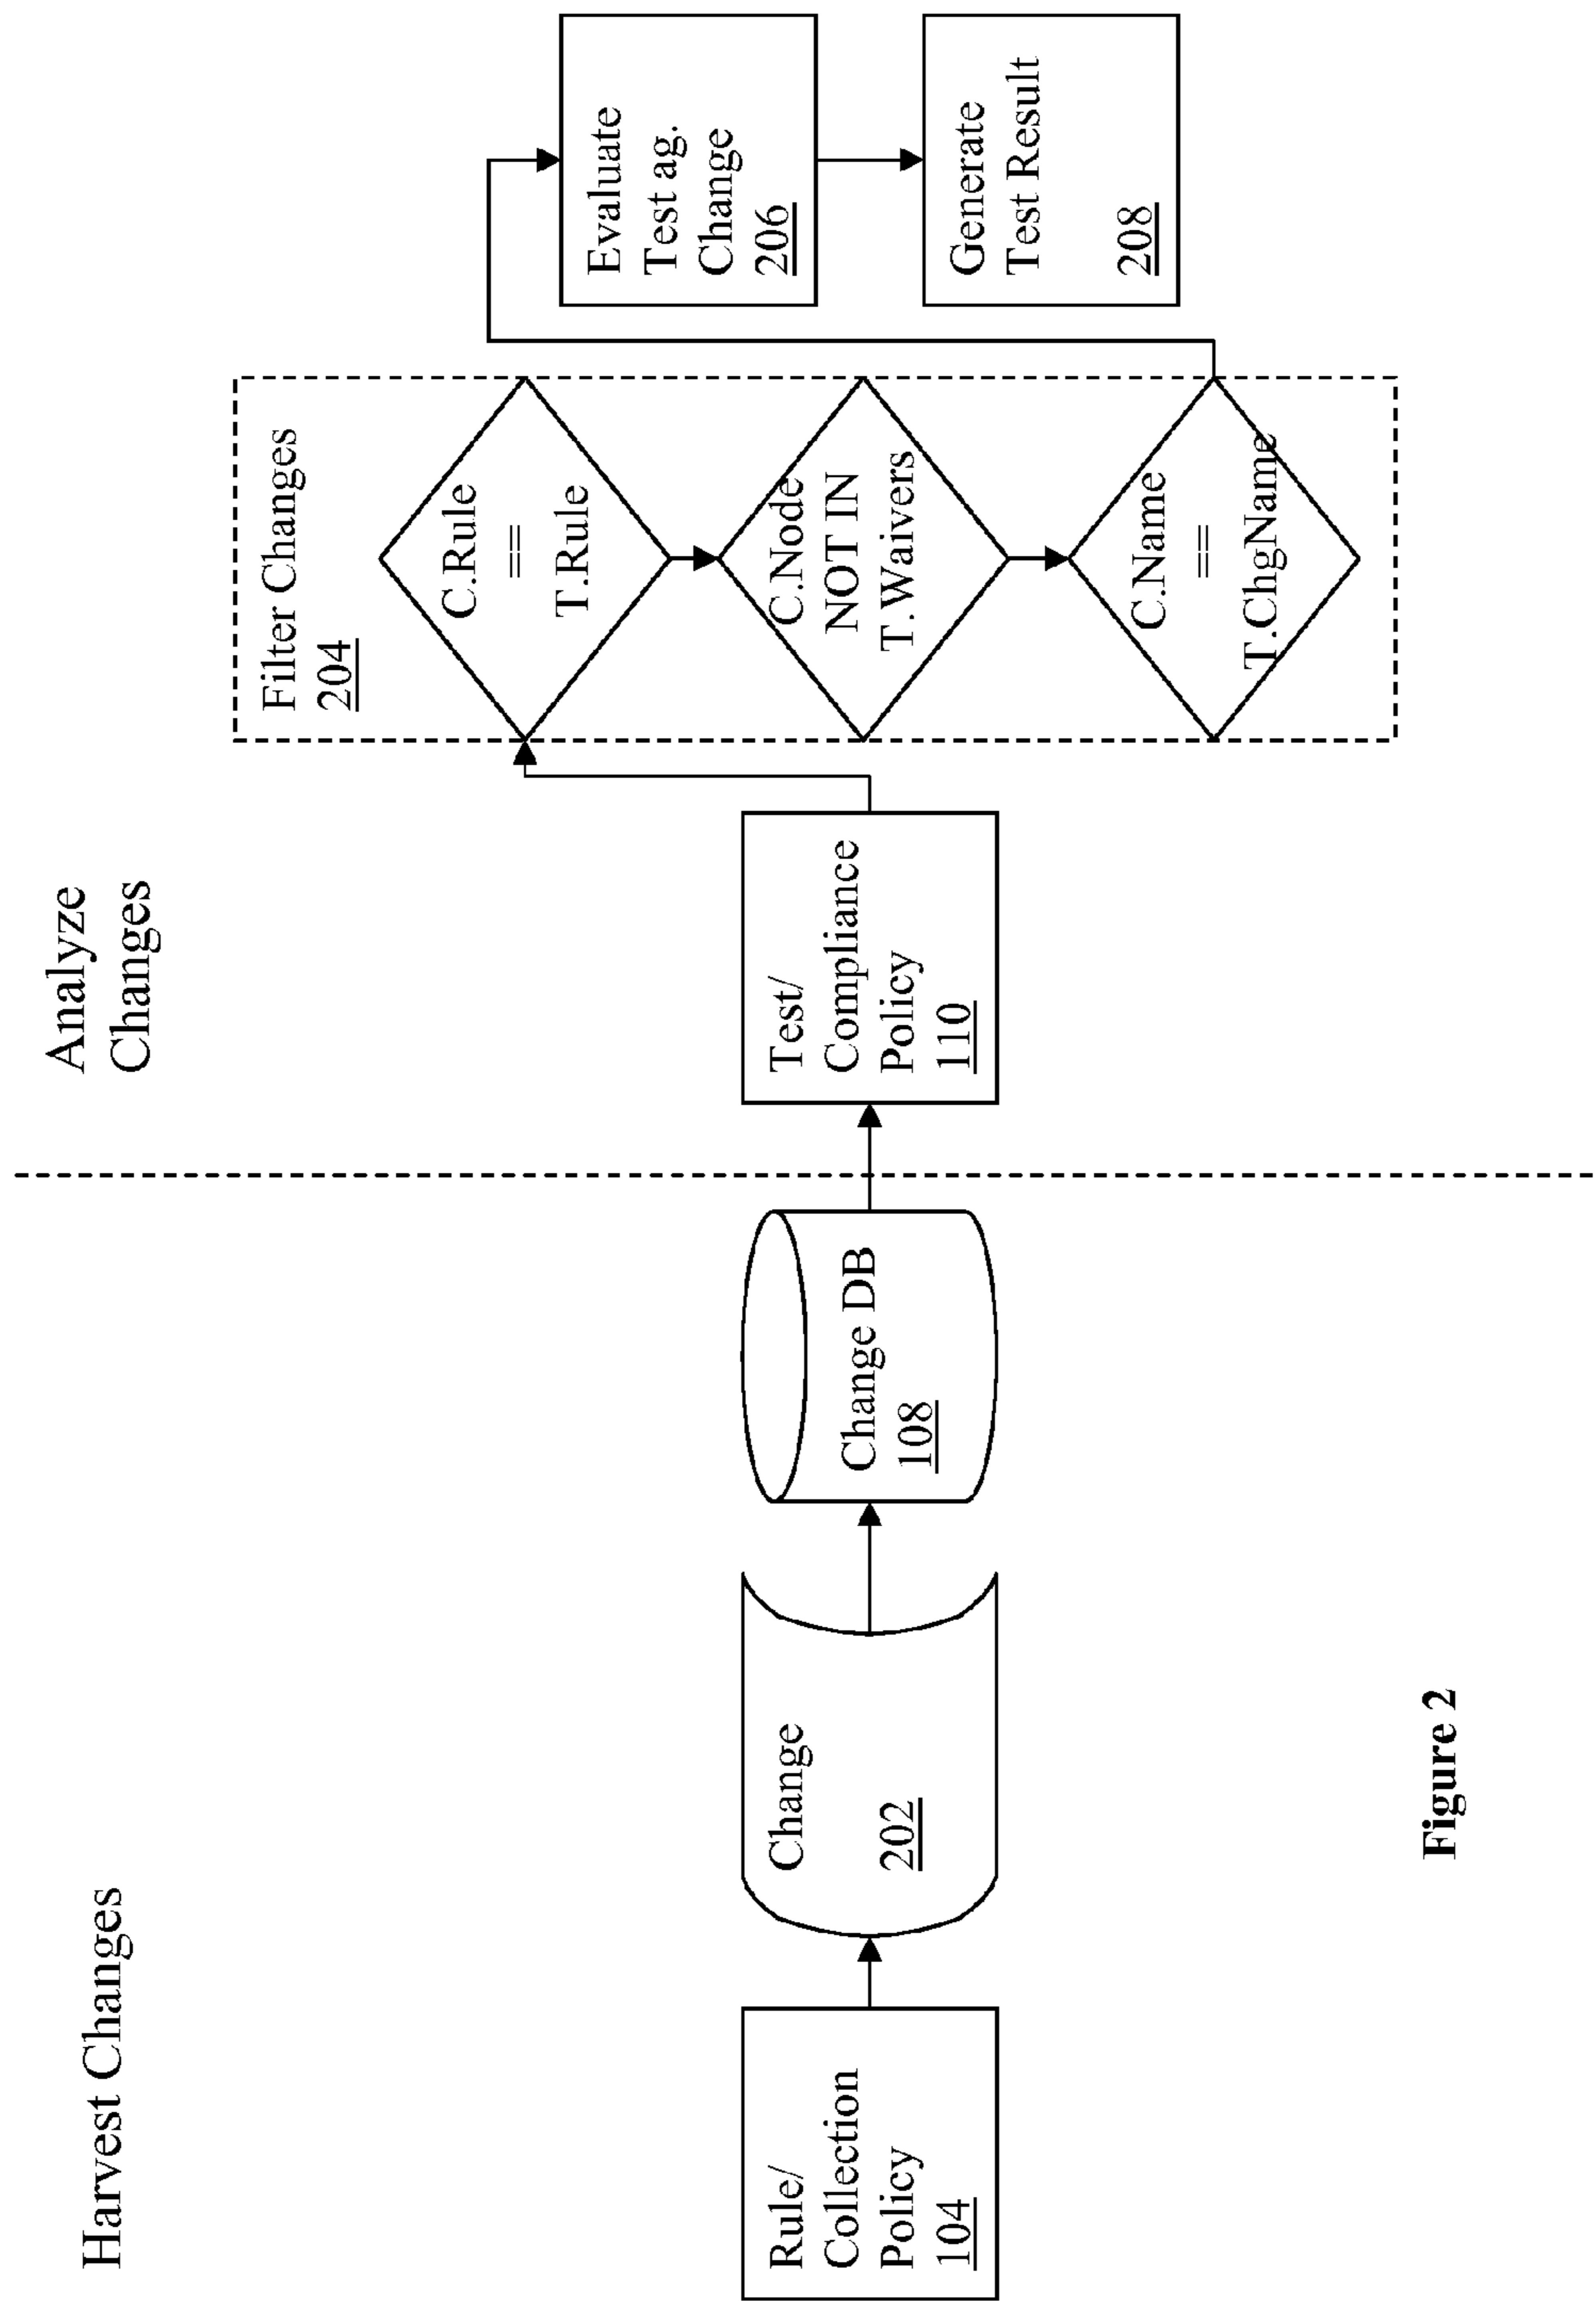 Harvest Changes
Analyze
Changes
Rule/
Collection
Policy
104
Change
202
Change DB
108
Test/
Compliance
Policy
110
Filter Changes
204
C.Rule
==
T.Rule
C.Node
NOT IN
T.Waivers
C.Name
==
T.ChgName
Evaluate
Test ag.
Change
206
Generate
Test Result
208
Figure 2